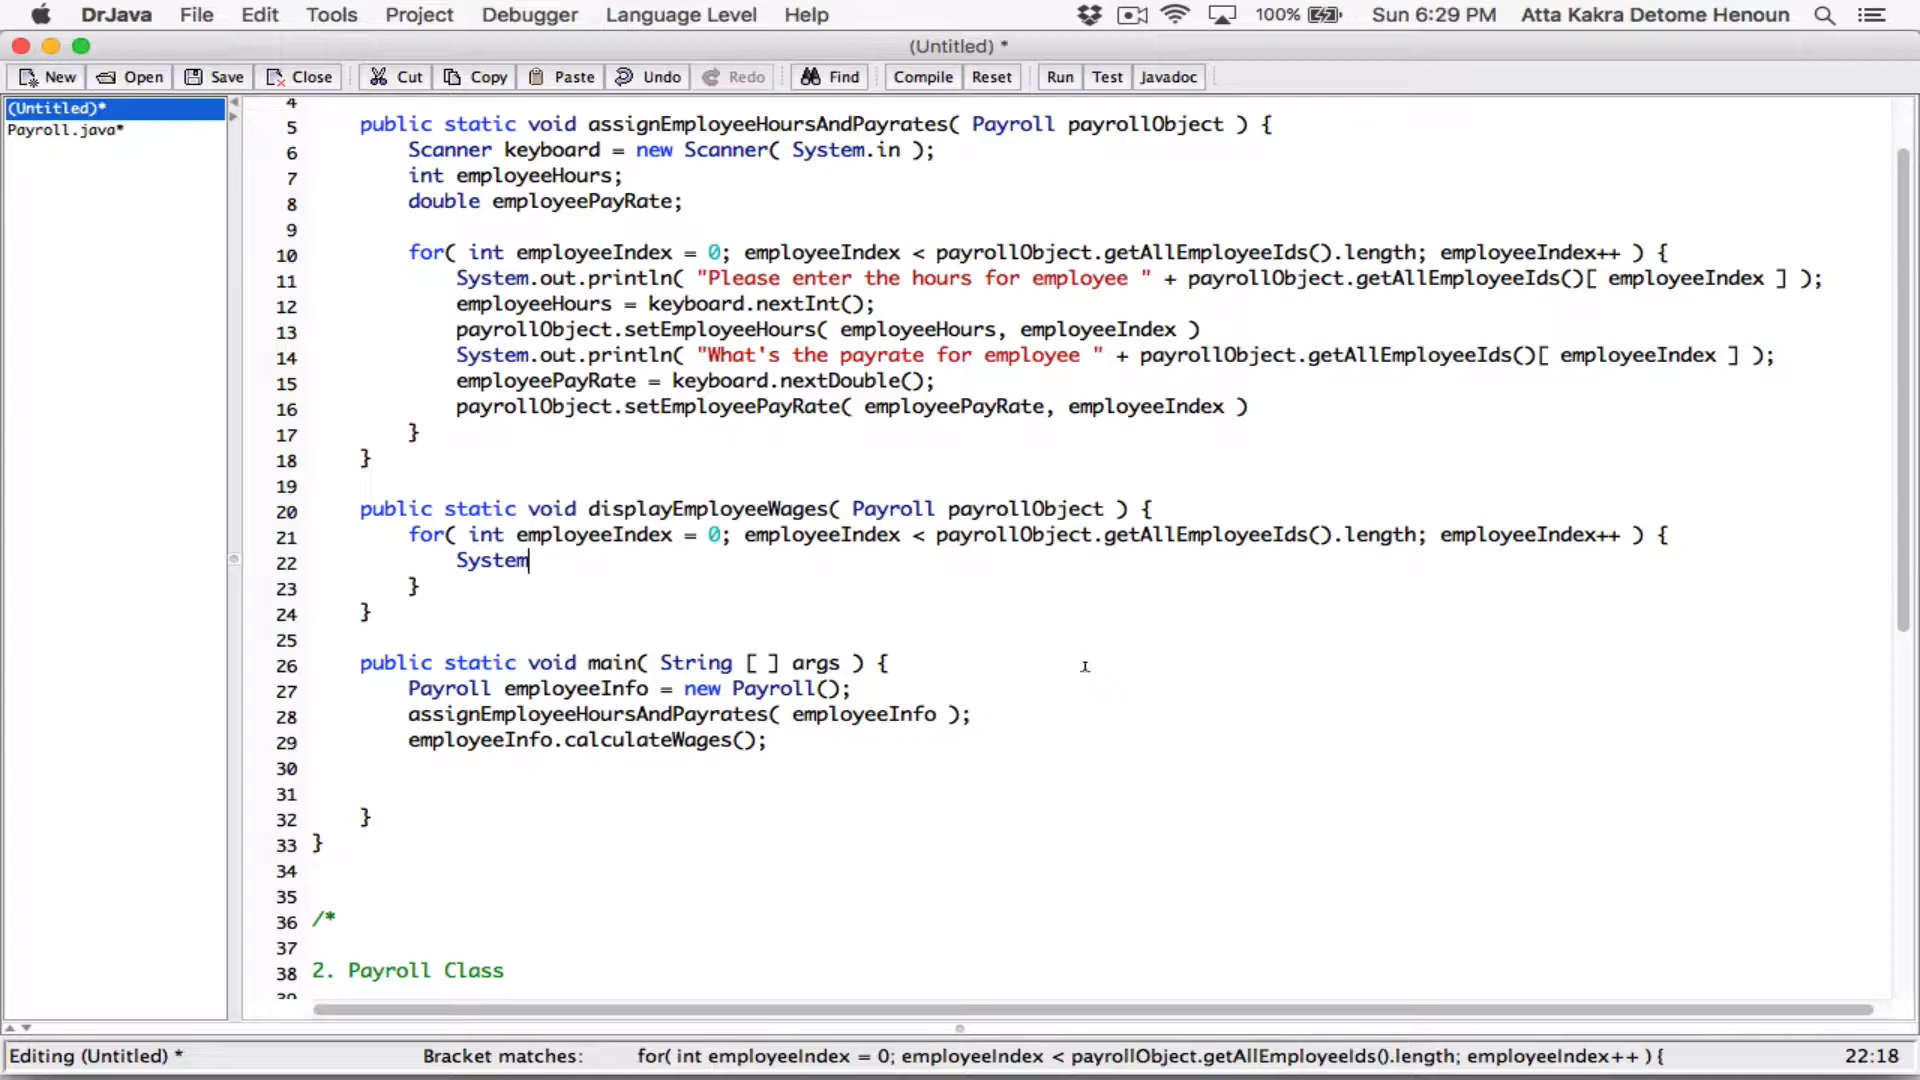 DrJava File Edit Tools Project Debugger Language Level Help 100% Sun 6:29 PM Atta Kakra Detome Henoun
(Untitled) *
New Open Save Close Cut Copy Paste Undo Redo Find Compile Reset Run Test Javadoc
(Untitled)*
Payroll.java*
4
5 public static void assignEmployeeHoursAndPayrates( Payroll payrollObject ) {
6 Scanner keyboard = new Scanner( System.in );
7 int employeeHours;
8 double employeePayRate;
9
10 for( int employeeIndex = 0; employeeIndex < payrollObject.getAllEmployeeIds().length; employeeIndex++ ) {
11 System.out.println( "Please enter the hours for employee " + payrollObject.getAllEmployeeIds()[ employeeIndex ] );
12 employeeHours = keyboard.nextInt();
13 payrollObject.setEmployeeHours( employeeHours, employeeIndex )
14 System.out.println( "What's the payrate for employee " + payrollObject.getAllEmployeeIds()[ employeeIndex ] );
15 employeePayRate = keyboard.nextDouble();
16 payrollObject.setEmployeePayRate( employeePayRate, employeeIndex )
17 }
18 }
19
20 public static void displayEmployeeWages( Payroll payrollObject ) {
21 for( int employeeIndex = 0; employeeIndex < payrollObject.getAllEmployeeIds().length; employeeIndex++ ) {
22 System
23 }
24 }
25
26 public static void main( String [ ] args ) {
27 Payroll employeeInfo = new Payroll();
28 assignEmployeeHoursAndPayrates( employeeInfo );
29 employeeInfo.calculateWages();
30
31
32 }
33 }
34
35
36 /*
37
38 2. Payroll Class
39
Editing (Untitled) * Bracket matches: for( int employeeIndex = 0; employeeIndex < payrollObject.getAllEmployeeIds().length; employeeIndex++ ) { 22:18